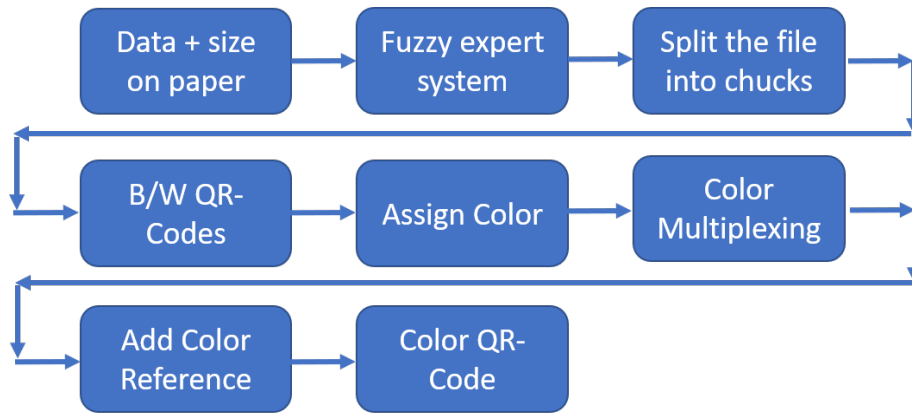 Data + size
on paper
Fuzzy expert
system
Split the file
into chucks
B/W QR-
Codes
Assign Color
Color
Multiplexing
Add Color
Reference
Color QR-
Code